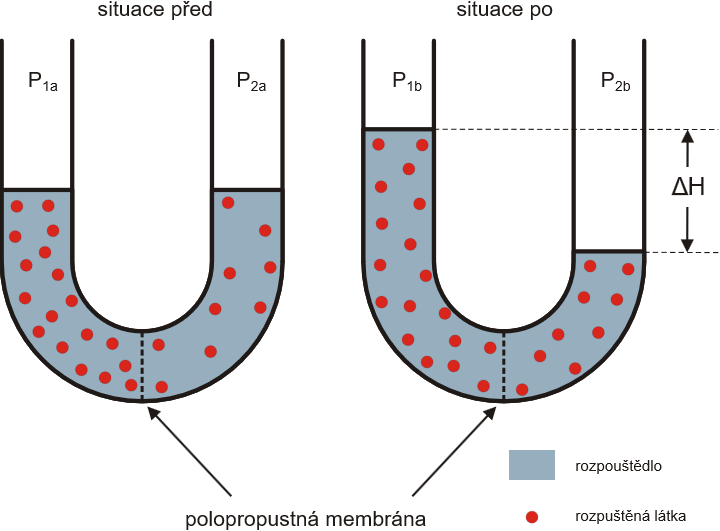 situace před
situace po
P1a
P2a
P1b
P2b
ΔH
rozpouštědlo
rozpuštěná látka
polopropustná membrána